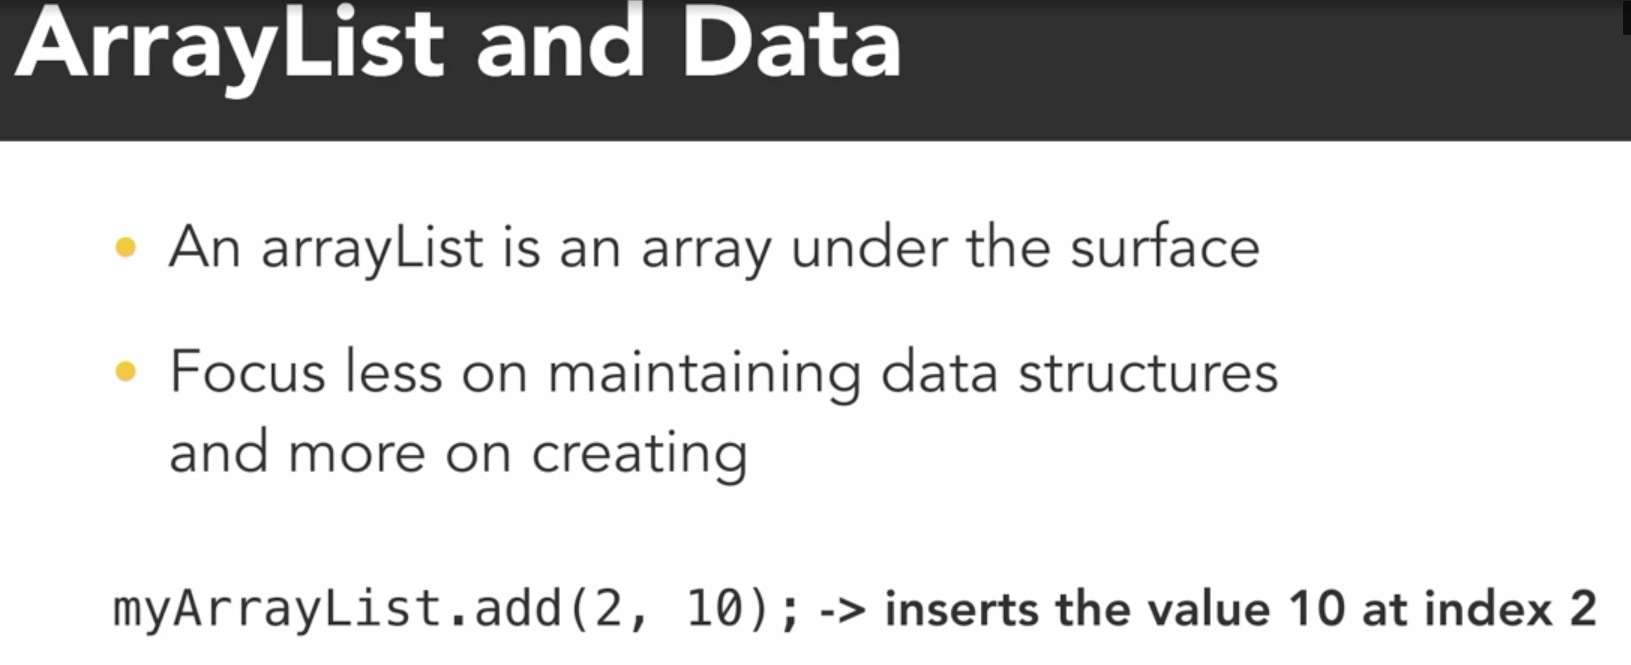 ArrayList and Data
• An arrayList is an array under the surface
• Focus less on maintaining data structures
and more on creating
myArrayList.add(2, 10); -> inserts the value 10 at index 2